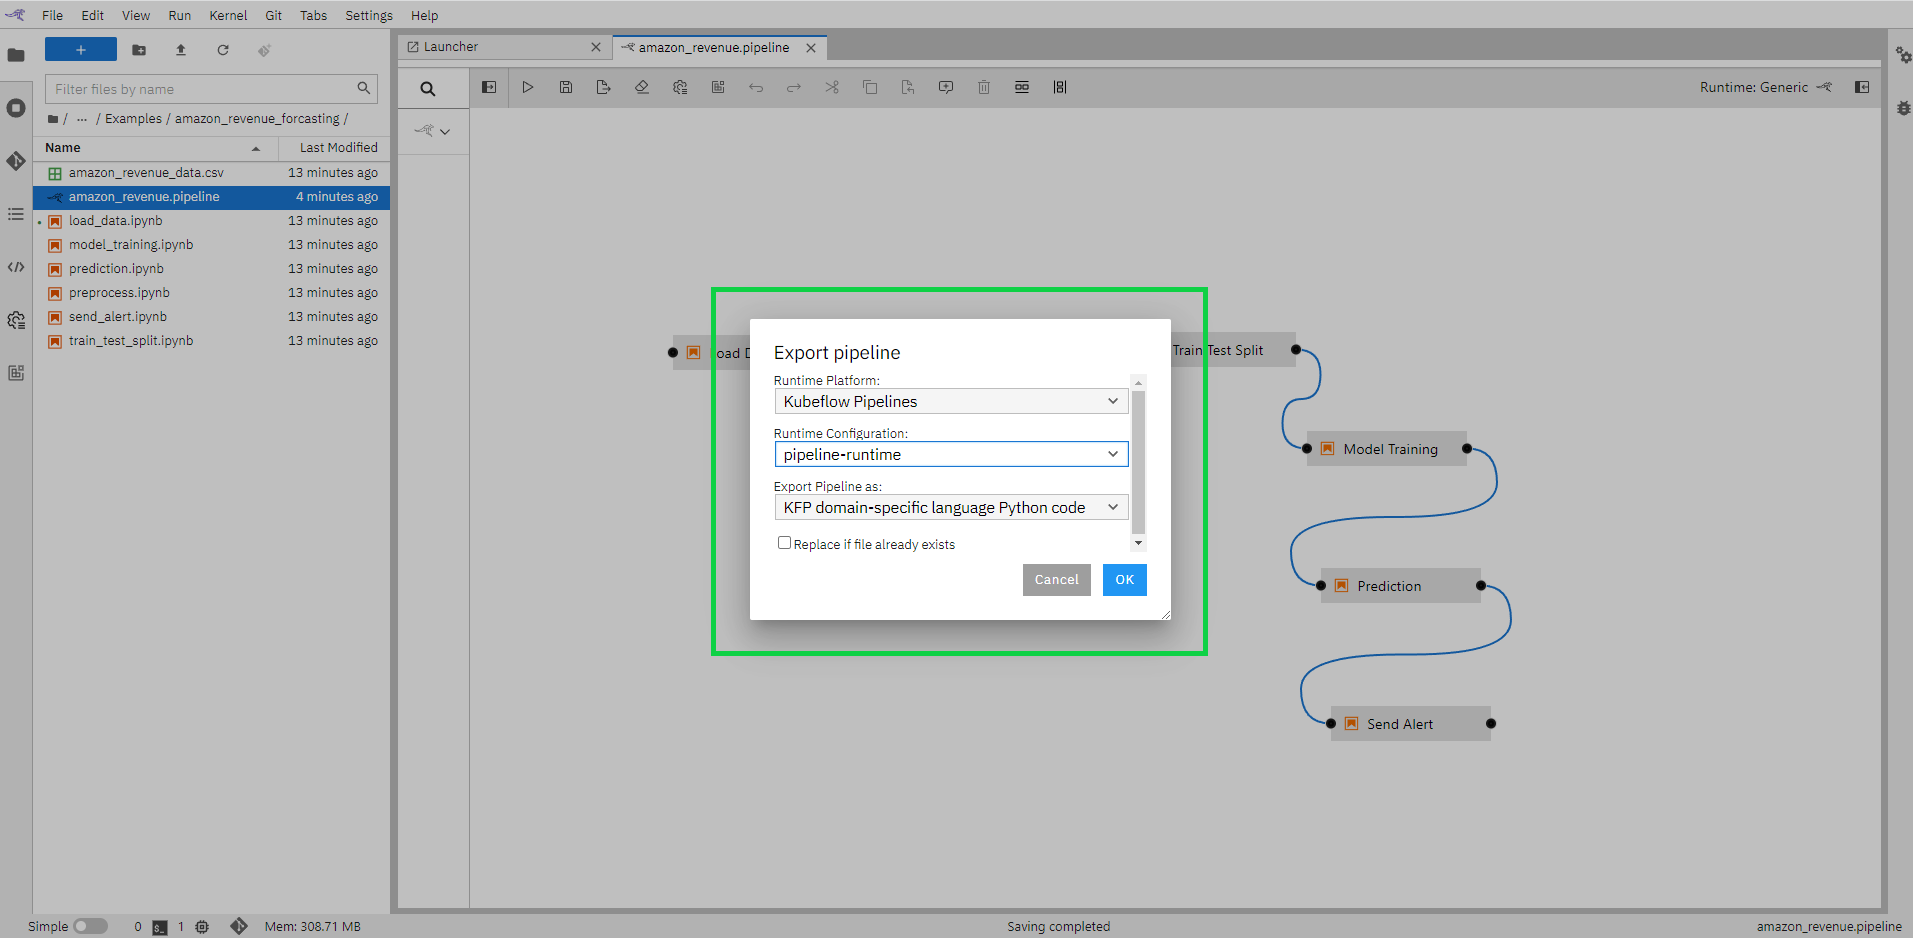 File Edit View Run Kernel Git Tabs Settings Help
+
Filter files by name
/ ... / Examples / amazon_revenue_forcasting /
Name Last Modified
amazon_revenue_data.csv 13 minutes ago
amazon_revenue.pipeline 4 minutes ago
load_data.ipynb 13 minutes ago
model_training.ipynb 13 minutes ago
prediction.ipynb 13 minutes ago
preprocess.ipynb 13 minutes ago
send_alert.ipynb 13 minutes ago
train_test_split.ipynb 13 minutes ago
Launcher
amazon_revenue.pipeline
Runtime: Generic
oad D
Train Test Split
Model Training
Prediction
Send Alert
Export pipeline
Runtime Platform:
Kubeflow Pipelines
Runtime Configuration:
pipeline-runtime
Export Pipeline as:
KFP domain-specific language Python code
Replace if file already exists
Cancel OK
Simple 0 1 Mem: 308.71 MB Saving completed amazon_revenue.pipeline